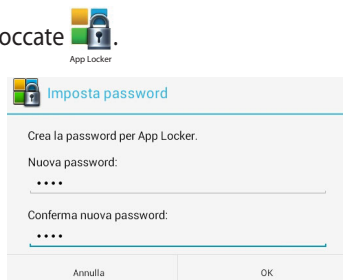 occate .
App Locker
Imposta password
Crea la password per App Locker.
Nuova password:
••••
Conferma nuova password:
••••
Annulla OK